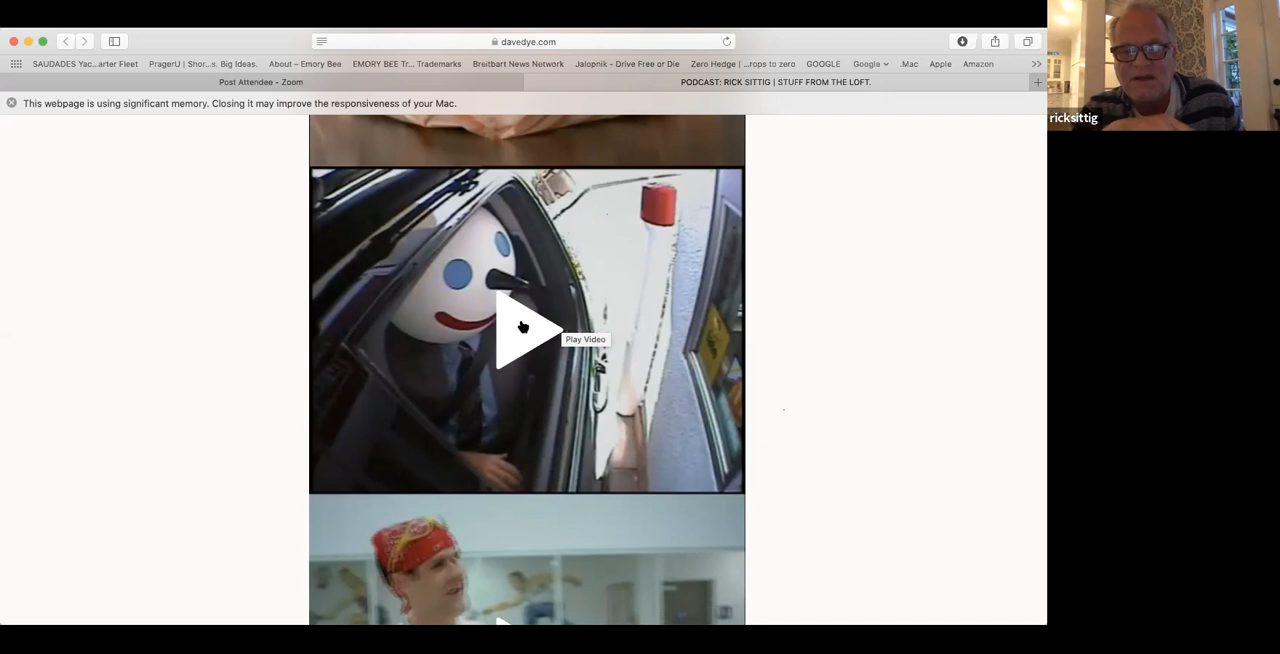 davedye.com
SAUDADES Yac...arter Fleet PragerU | Shor...s. Big Ideas. About – Emory Bee EMORY BEE Tr... Trademarks Breitbart News Network Jalopnik - Drive Free or Die Zero Hedge | ...rops to zero GOOGLE Google .Mac Apple Amazon >>
Post Attendee - Zoom PODCAST: RICK SITTIG | STUFF FROM THE LOFT. +
This webpage is using significant memory. Closing it may improve the responsiveness of your Mac.
ricksittig
Play Video